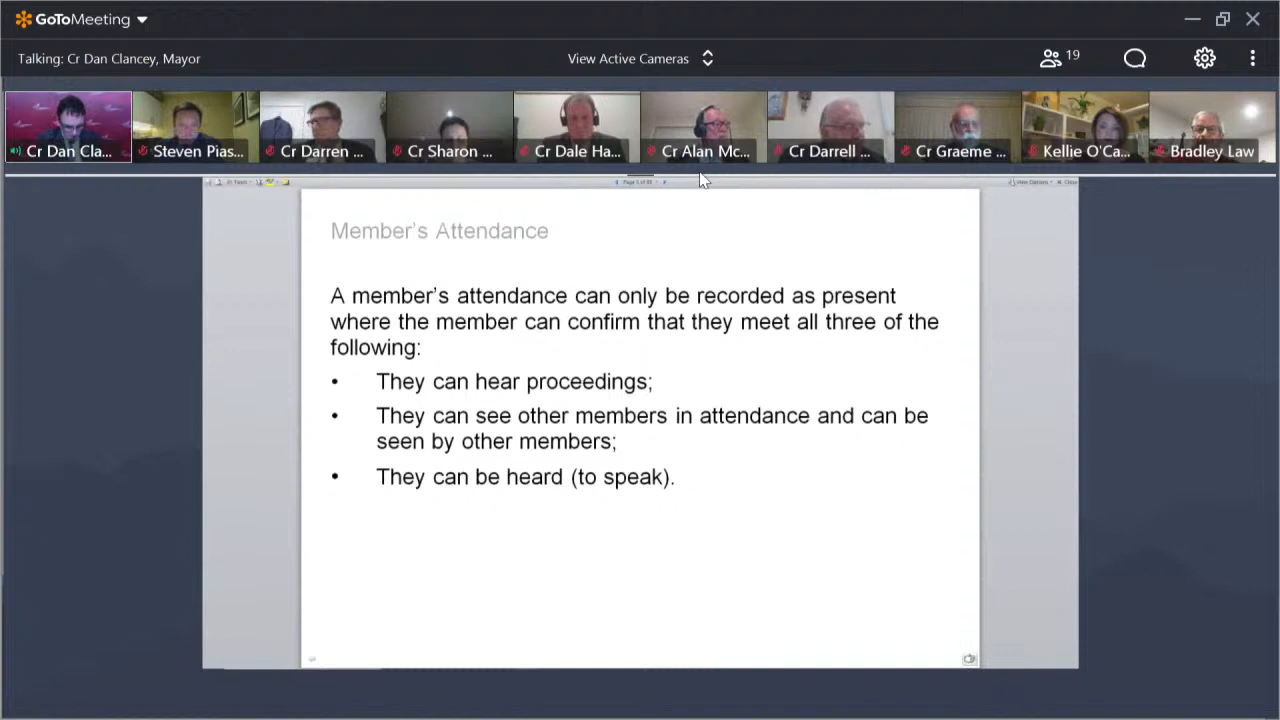 GoToMeeting
Talking: Cr Dan Clancey, Mayor
View Active Cameras
19
Cr Dan Cla...
Steven Pias...
Cr Darren ...
Cr Sharon ...
Cr Dale Ha...
Cr Alan Mc...
Cr Darrell ...
Cr Graeme ...
Kellie O'Ca...
Bradley Law
View Options
Close
Member's Attendance
A member's attendance can only be recorded as present
where the member can confirm that they meet all three of the
following:
• They can hear proceedings;
• They can see other members in attendance and can be
seen by other members;
• They can be heard (to speak).